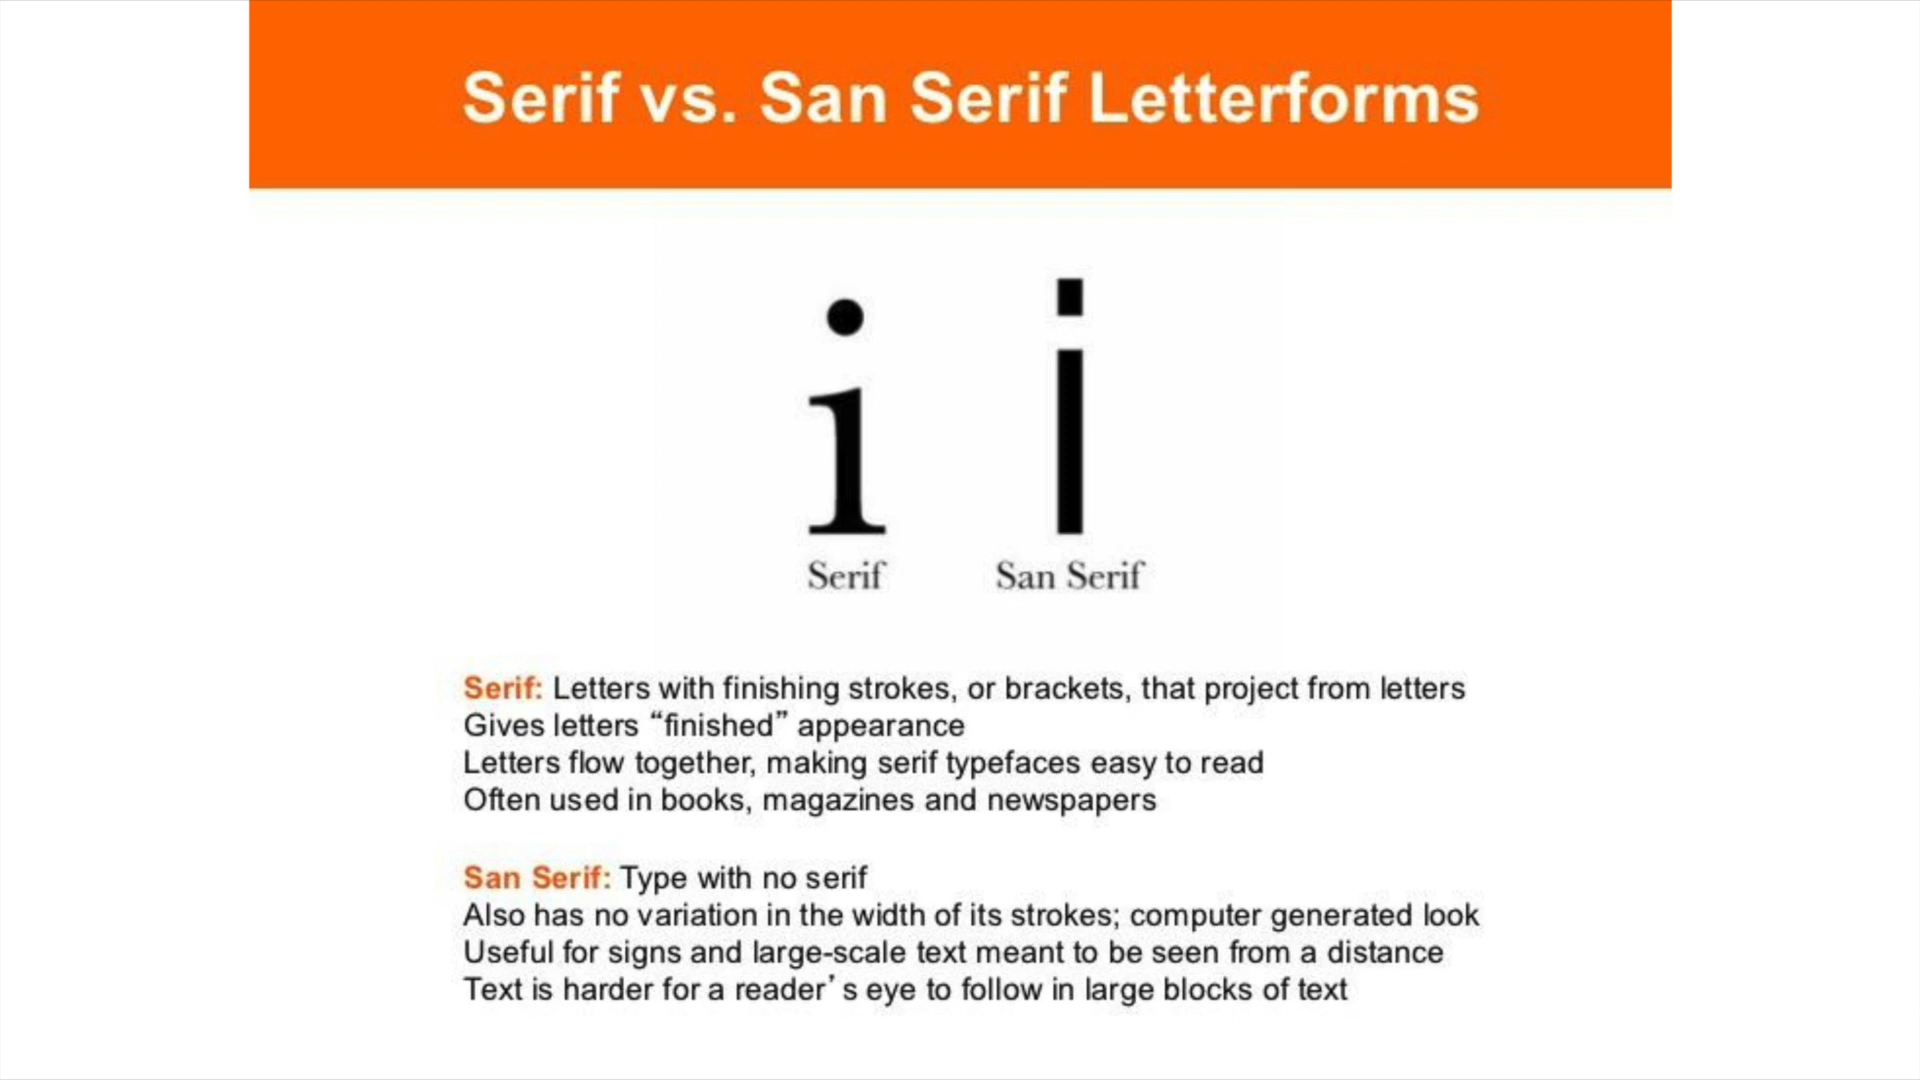 Serif vs. San Serif Letterforms
i i
Serif San Serif
Serif: Letters with finishing strokes, or brackets, that project from letters
Gives letters “finished” appearance
Letters flow together, making serif typefaces easy to read
Often used in books, magazines and newspapers
San Serif: Type with no serif
Also has no variation in the width of its strokes; computer generated look
Useful for signs and large-scale text meant to be seen from a distance
Text is harder for a reader’s eye to follow in large blocks of text